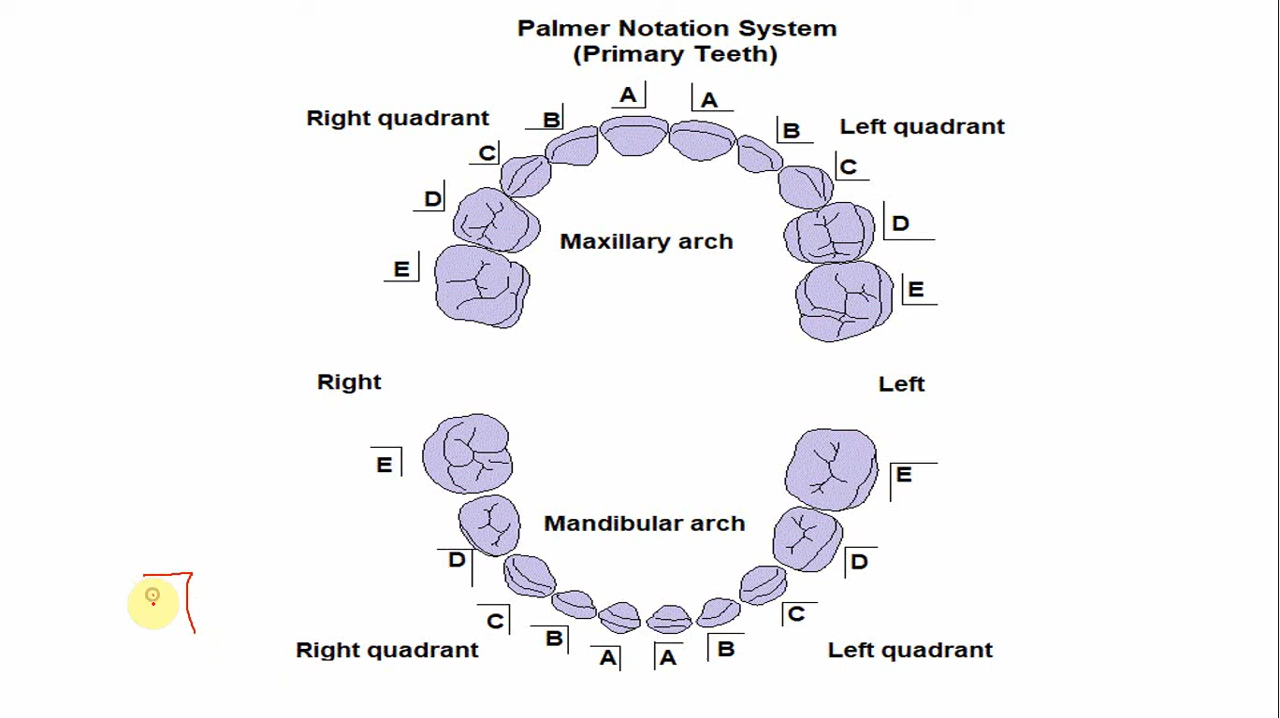 Palmer Notation System
(Primary Teeth)
A A
Right quadrant B B Left quadrant
C C
D D
Maxillary arch
E E
Right Left
E E
Mandibular arch
D D
C C
B B
A A
Right quadrant Left quadrant